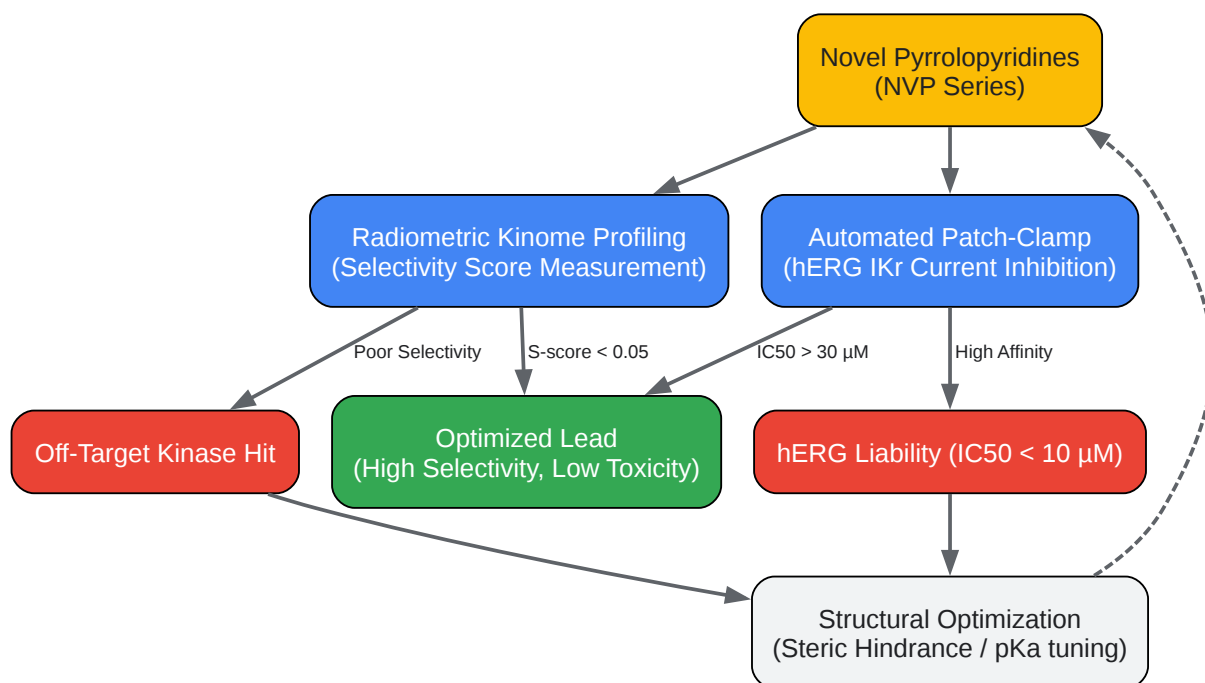 Novel Pyrrolopyridines
(NVP Series)
Radiometric Kinome Profiling
(Selectivity Score Measurement)
Automated Patch-Clamp
(hERG IKr Current Inhibition)
Poor Selectivity
S-score < 0.05
IC50 > 30 µM
High Affinity
Off-Target Kinase Hit
Optimized Lead
(High Selectivity, Low Toxicity)
hERG Liability (IC50 < 10 µM)
Structural Optimization
(Steric Hindrance / pKa tuning)